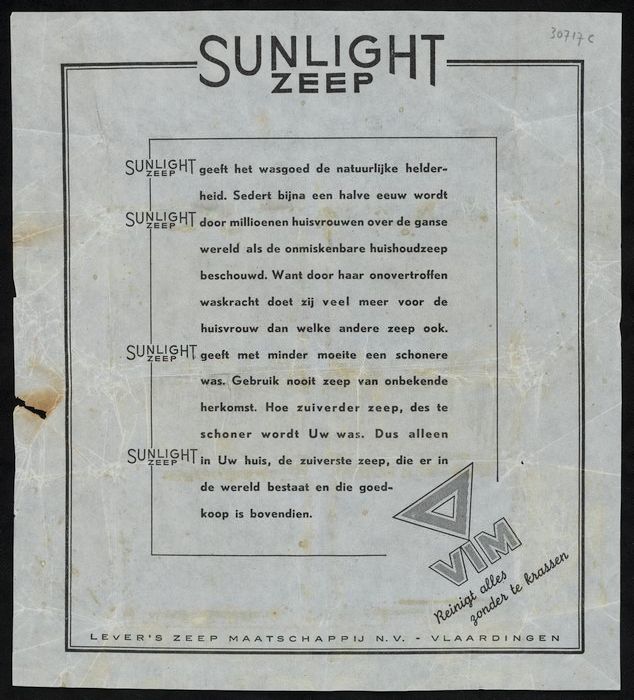 30717c
SUNLIGHT
ZEEP
SUNLIGHT ZEEP geeft het wasgoed de natuurlijke helder-
heid. Sedert bijna een halve eeuw wordt
SUNLIGHT ZEEP door millioenen huisvrouwen over de ganse
wereld als de onmiskenbare huishoudzeep
beschouwd. Want door haar onovertroffen
waskracht doet zij veel meer voor de
huisvrouw dan welke andere zeep ook.
SUNLIGHT ZEEP geeft met minder moeite een schonere
was. Gebruik nooit zeep van onbekende
herkomst. Hoe zuiverder zeep, des te
schoner wordt Uw was. Dus alleen
SUNLIGHT ZEEP in Uw huis, de zuiverste zeep, die er in
de wereld bestaat en die goed-
koop is bovendien.
VIM
Reinigt alles
zonder te krassen
LEVER'S ZEEP MAATSCHAPPIJ N.V. - VLAARDINGEN